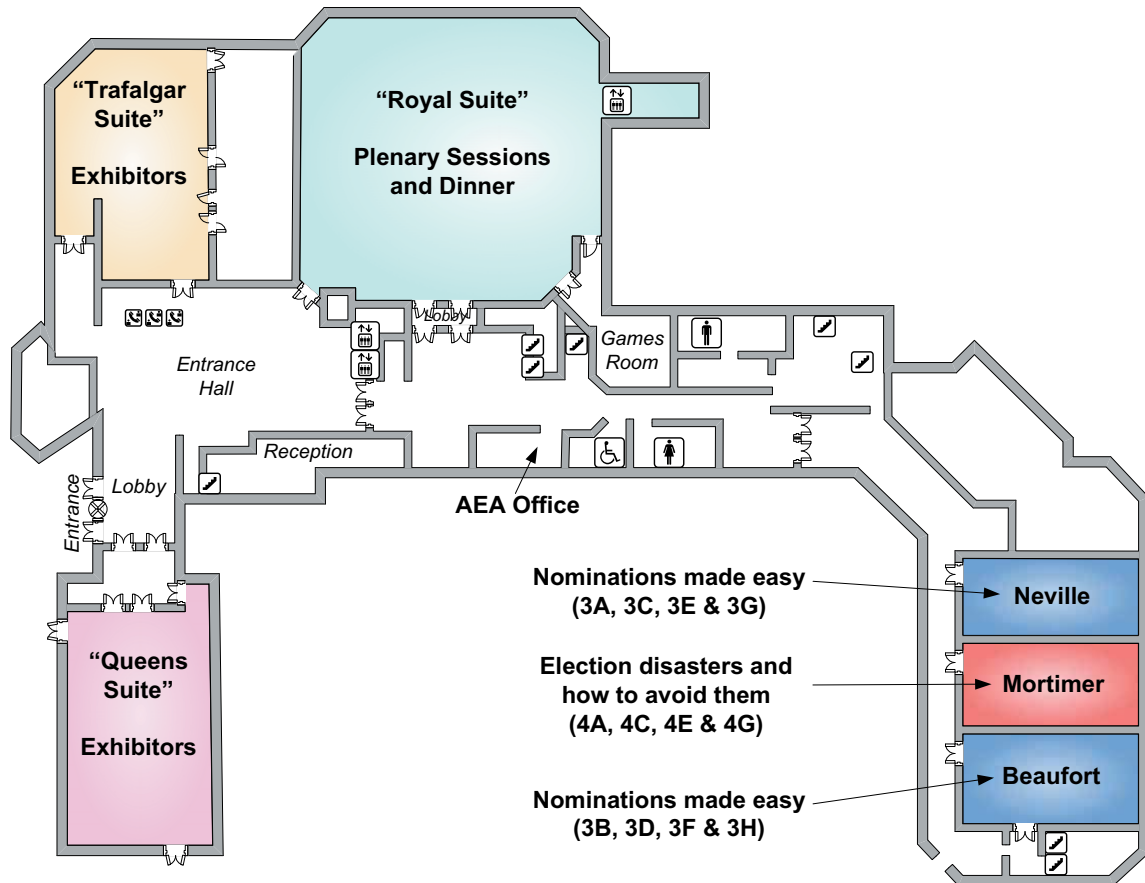 “Trafalgar
Suite”
Exhibitors
“Royal Suite”
Plenary Sessions
and Dinner
Lobby
Games
Room
Entrance
Hall
Reception
Lobby
Entrance
AEA Office
“Queens
Suite”
Exhibitors
Nominations made easy
(3A, 3C, 3E & 3G)
Neville
Election disasters and
how to avoid them
(4A, 4C, 4E & 4G)
Mortimer
Nominations made easy
(3B, 3D, 3F & 3H)
Beaufort